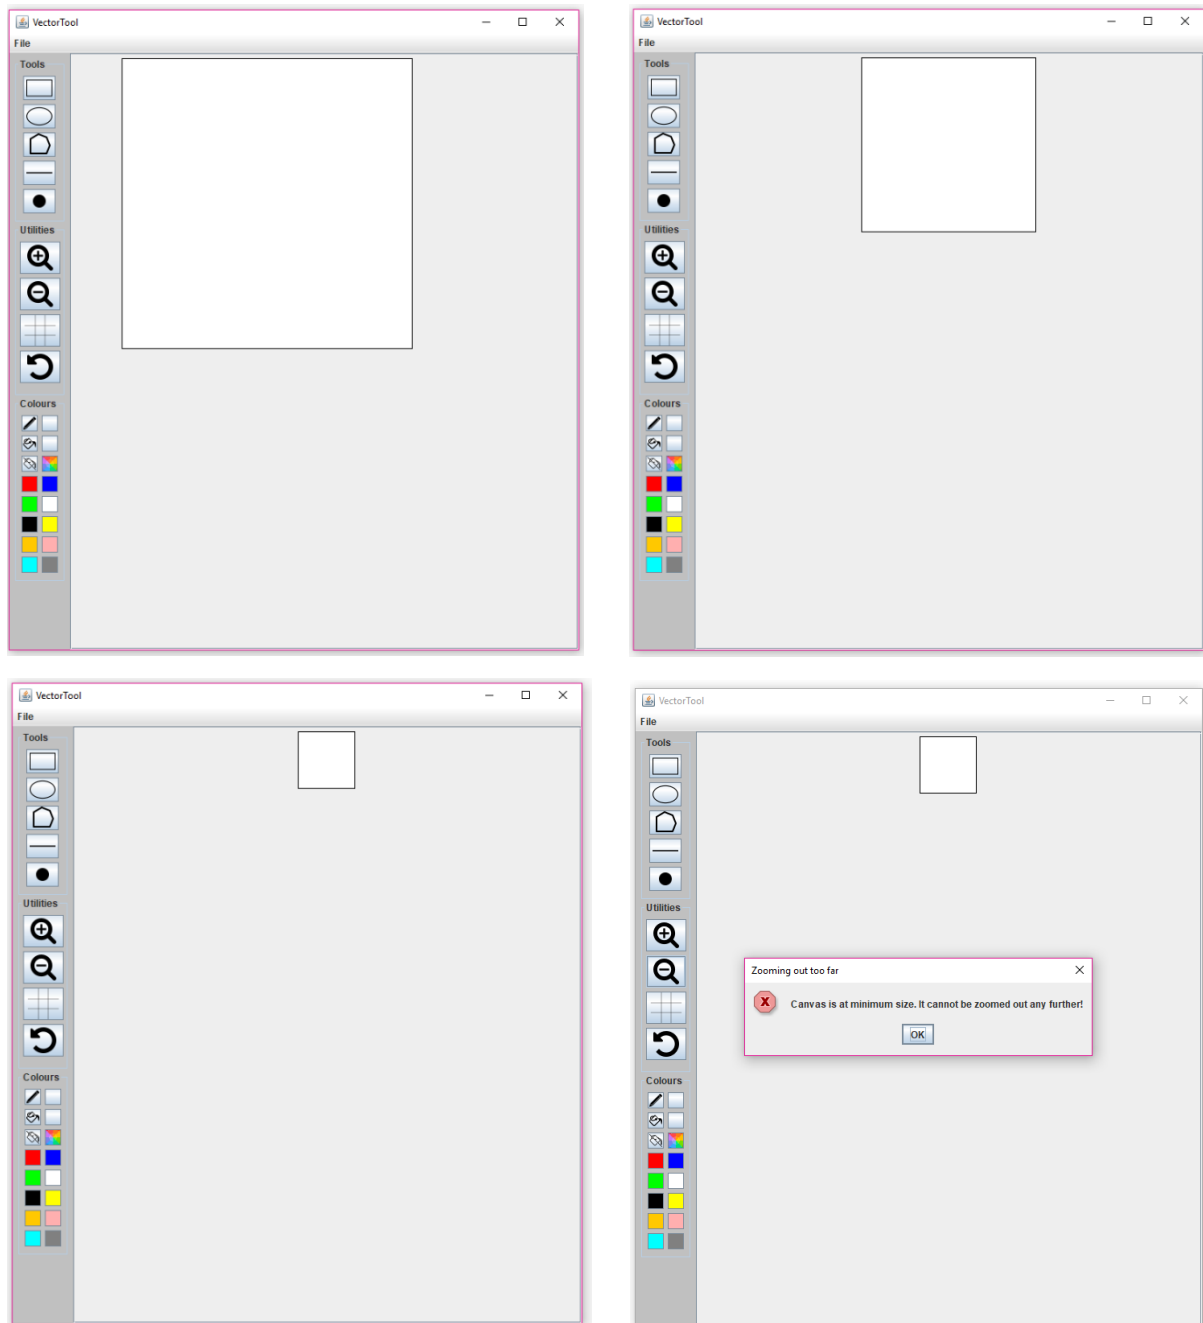 VectorTool
File
Tools
Utilities
Colours
VectorTool
File
Tools
Utilities
Colours
VectorTool
File
Tools
Utilities
Colours
VectorTool
File
Tools
Utilities
Colours
Zooming out too far
Canvas is at minimum size. It cannot be zoomed out any further!
OK